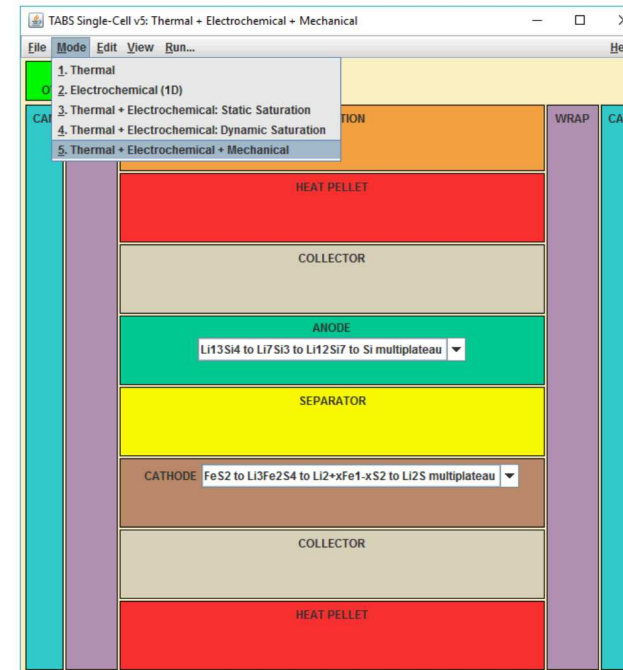 TABS Single-Cell v5: Thermal + Electrochemical + Mechanical
File Mode Edit View Run... He
1. Thermal
2. Electrochemical (1D)
3. Thermal + Electrochemical: Static Saturation
4. Thermal + Electrochemical: Dynamic Saturation
5. Thermal + Electrochemical + Mechanical
WRAP
HEAT PELLET
COLLECTOR
ANODE
Li13Si4 to Li7Si3 to Li12Si7 to Si multiplateau
SEPARATOR
CATHODE FeS2 to Li3Fe2S4 to Li2+xFe1-xS2 to Li2S multiplateau
COLLECTOR
HEAT PELLET